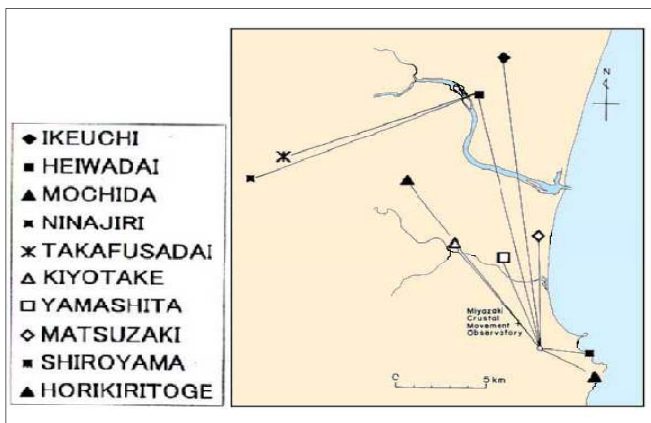 IKEUCHI
HEIWADAI
MOCHIDA
NINAJIRI
TAKAFUSADAI
KIYOTAKE
YAMASHITA
MATSUZAKI
SHIROYAMA
HORIKIRITOGE
N
Miyazaki
Crustal
Movement
Observatory
0 5 km